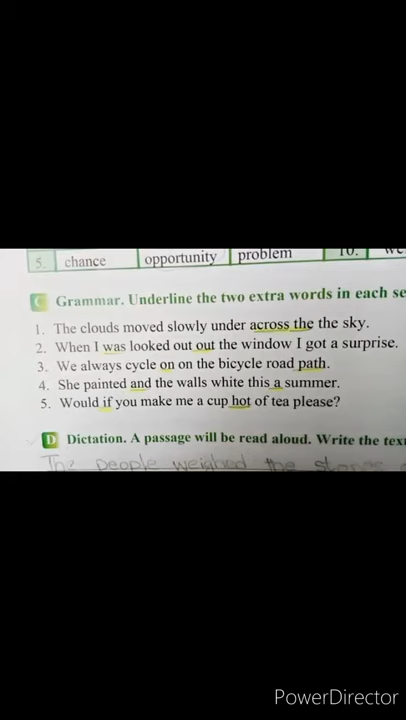 5. chance opportunity problem 10.
C Grammar. Underline the two extra words in each
1. The clouds moved slowly under across the the sky.
2. When I was looked out out the window I got a surprise.
3. We always cycle on on the bicycle road path.
4. She painted and the walls white this a summer.
5. Would if you make me a cup hot of tea please?
D Dictation. A passage will be read aloud. Write the
The people weighed the
PowerDirector